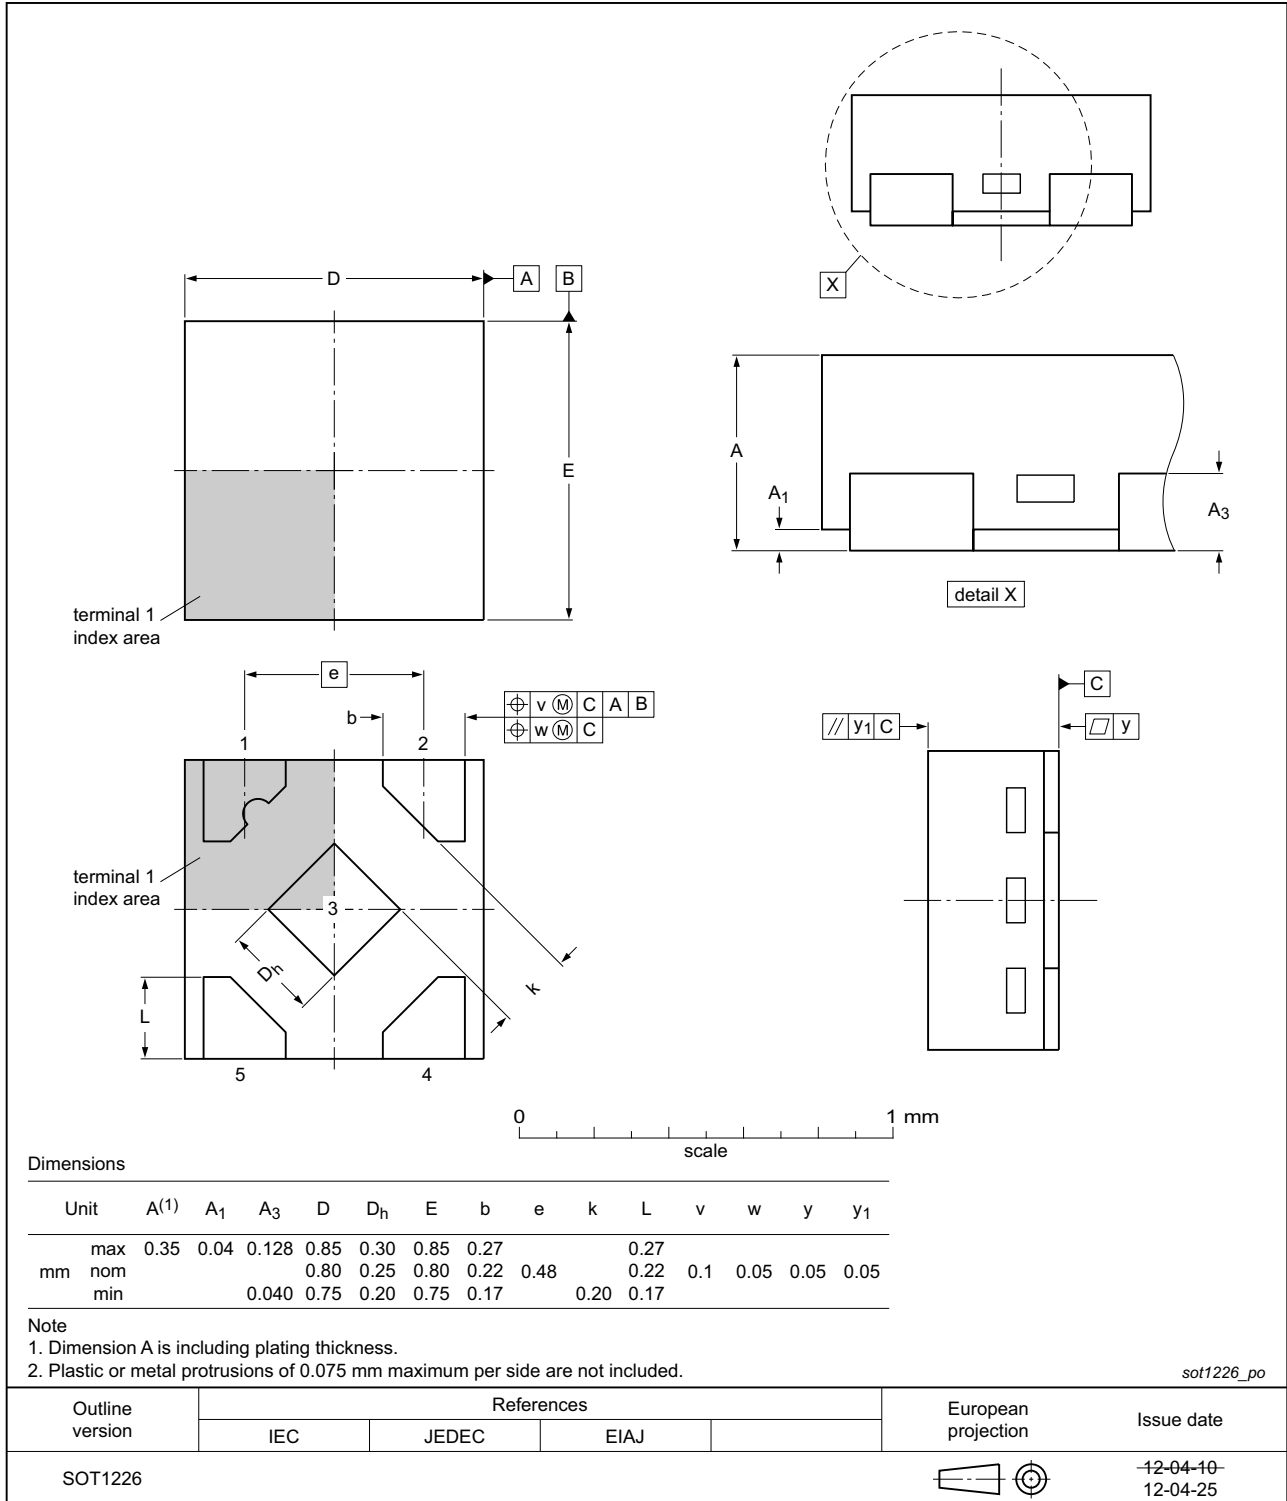 X
D A B
E
terminal 1
index area
A
A1
A3
detail X
e
b
v M C A B
w M C
1 2
terminal 1
index area
3
Dh
k
L
5 4
C
// y1 C
y
0 1 mm
scale
Dimensions
Unit A(1) A1 A3 D Dh E b e k L v w y y1
max 0.35 0.04 0.128 0.85 0.30 0.85 0.27 0.27
mm nom 0.80 0.25 0.80 0.22 0.48 0.22 0.1 0.05 0.05 0.05
min 0.040 0.75 0.20 0.75 0.17 0.20 0.17
Note
1. Dimension A is including plating thickness.
2. Plastic or metal protrusions of 0.075 mm maximum per side are not included.
sot1226_po
Outline
version
References
IEC JEDEC EIAJ
European
projection
Issue date
SOT1226
12-04-10
12-04-25